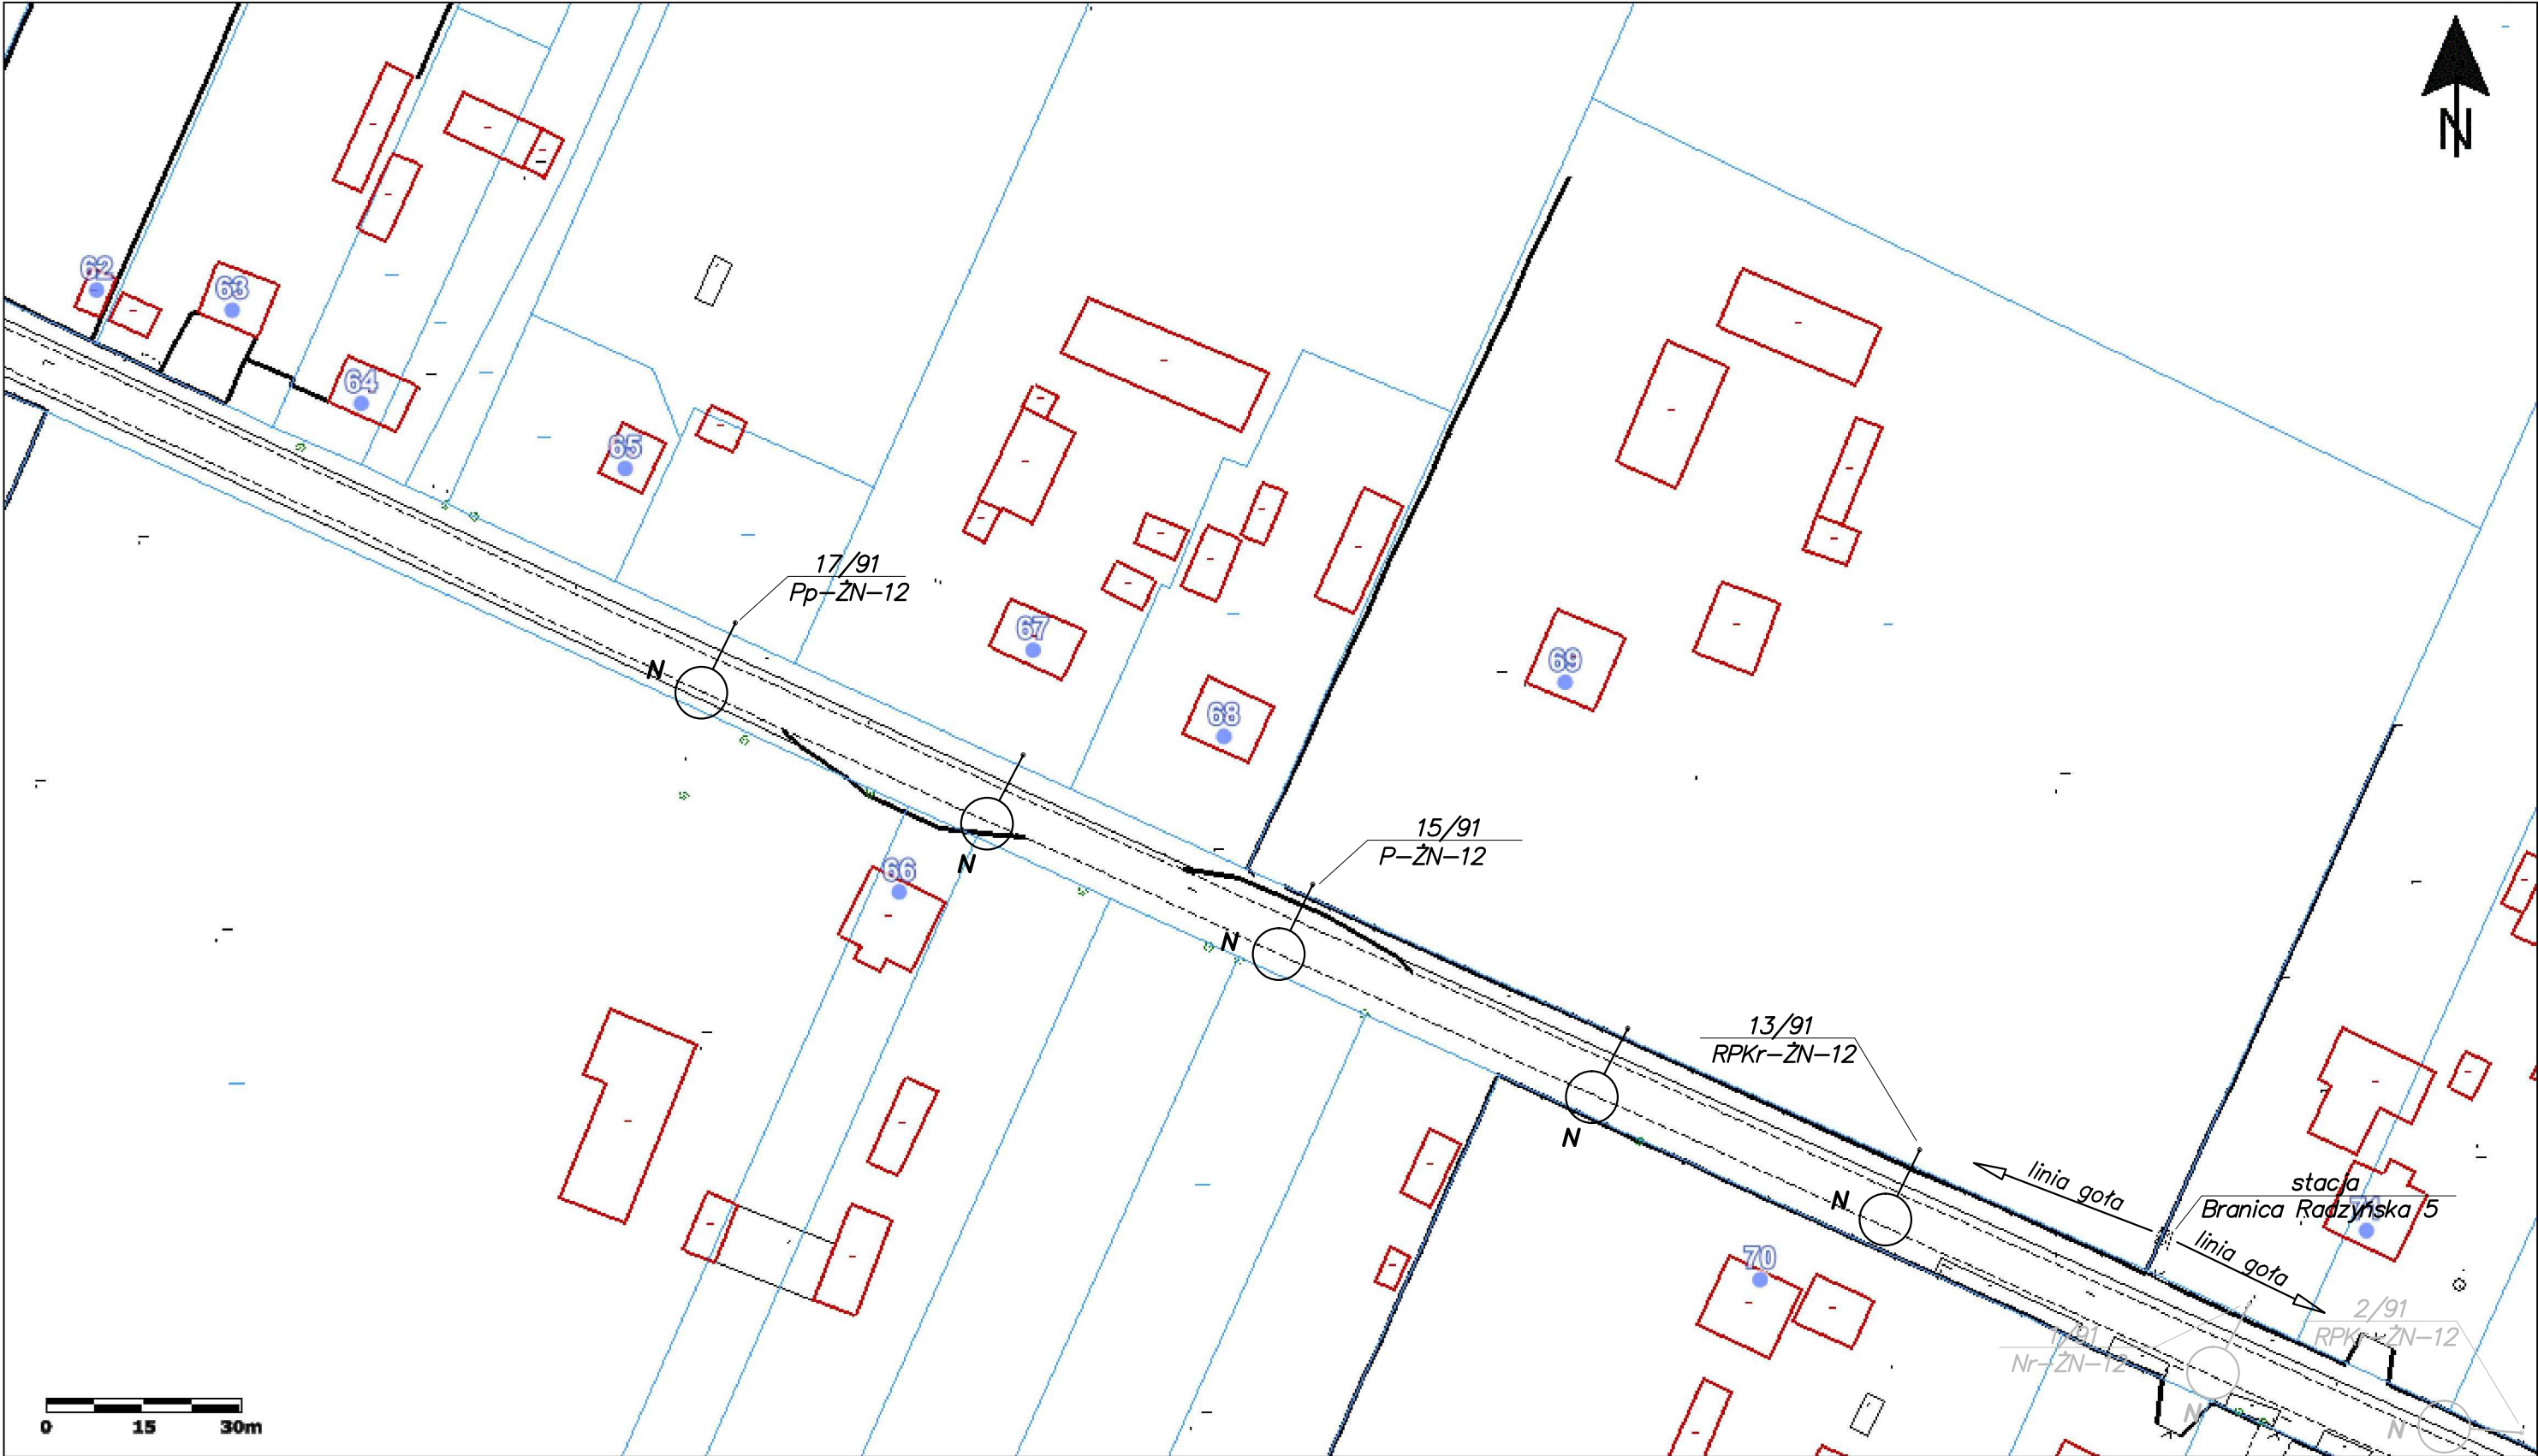 N
62
63
64
65
17/91
Pp-ŻN-12
67
N
69
68
15/91
P-ŻN-12
N
66
N
13/91
RPKr-ŻN-12
N
N
linia goła
stacja
Branica Radzyńska 5
linia goła
70
2/91
RPKr-ŻN-12
1/91
Nr-ŻN-12
N
N
0 15 30m